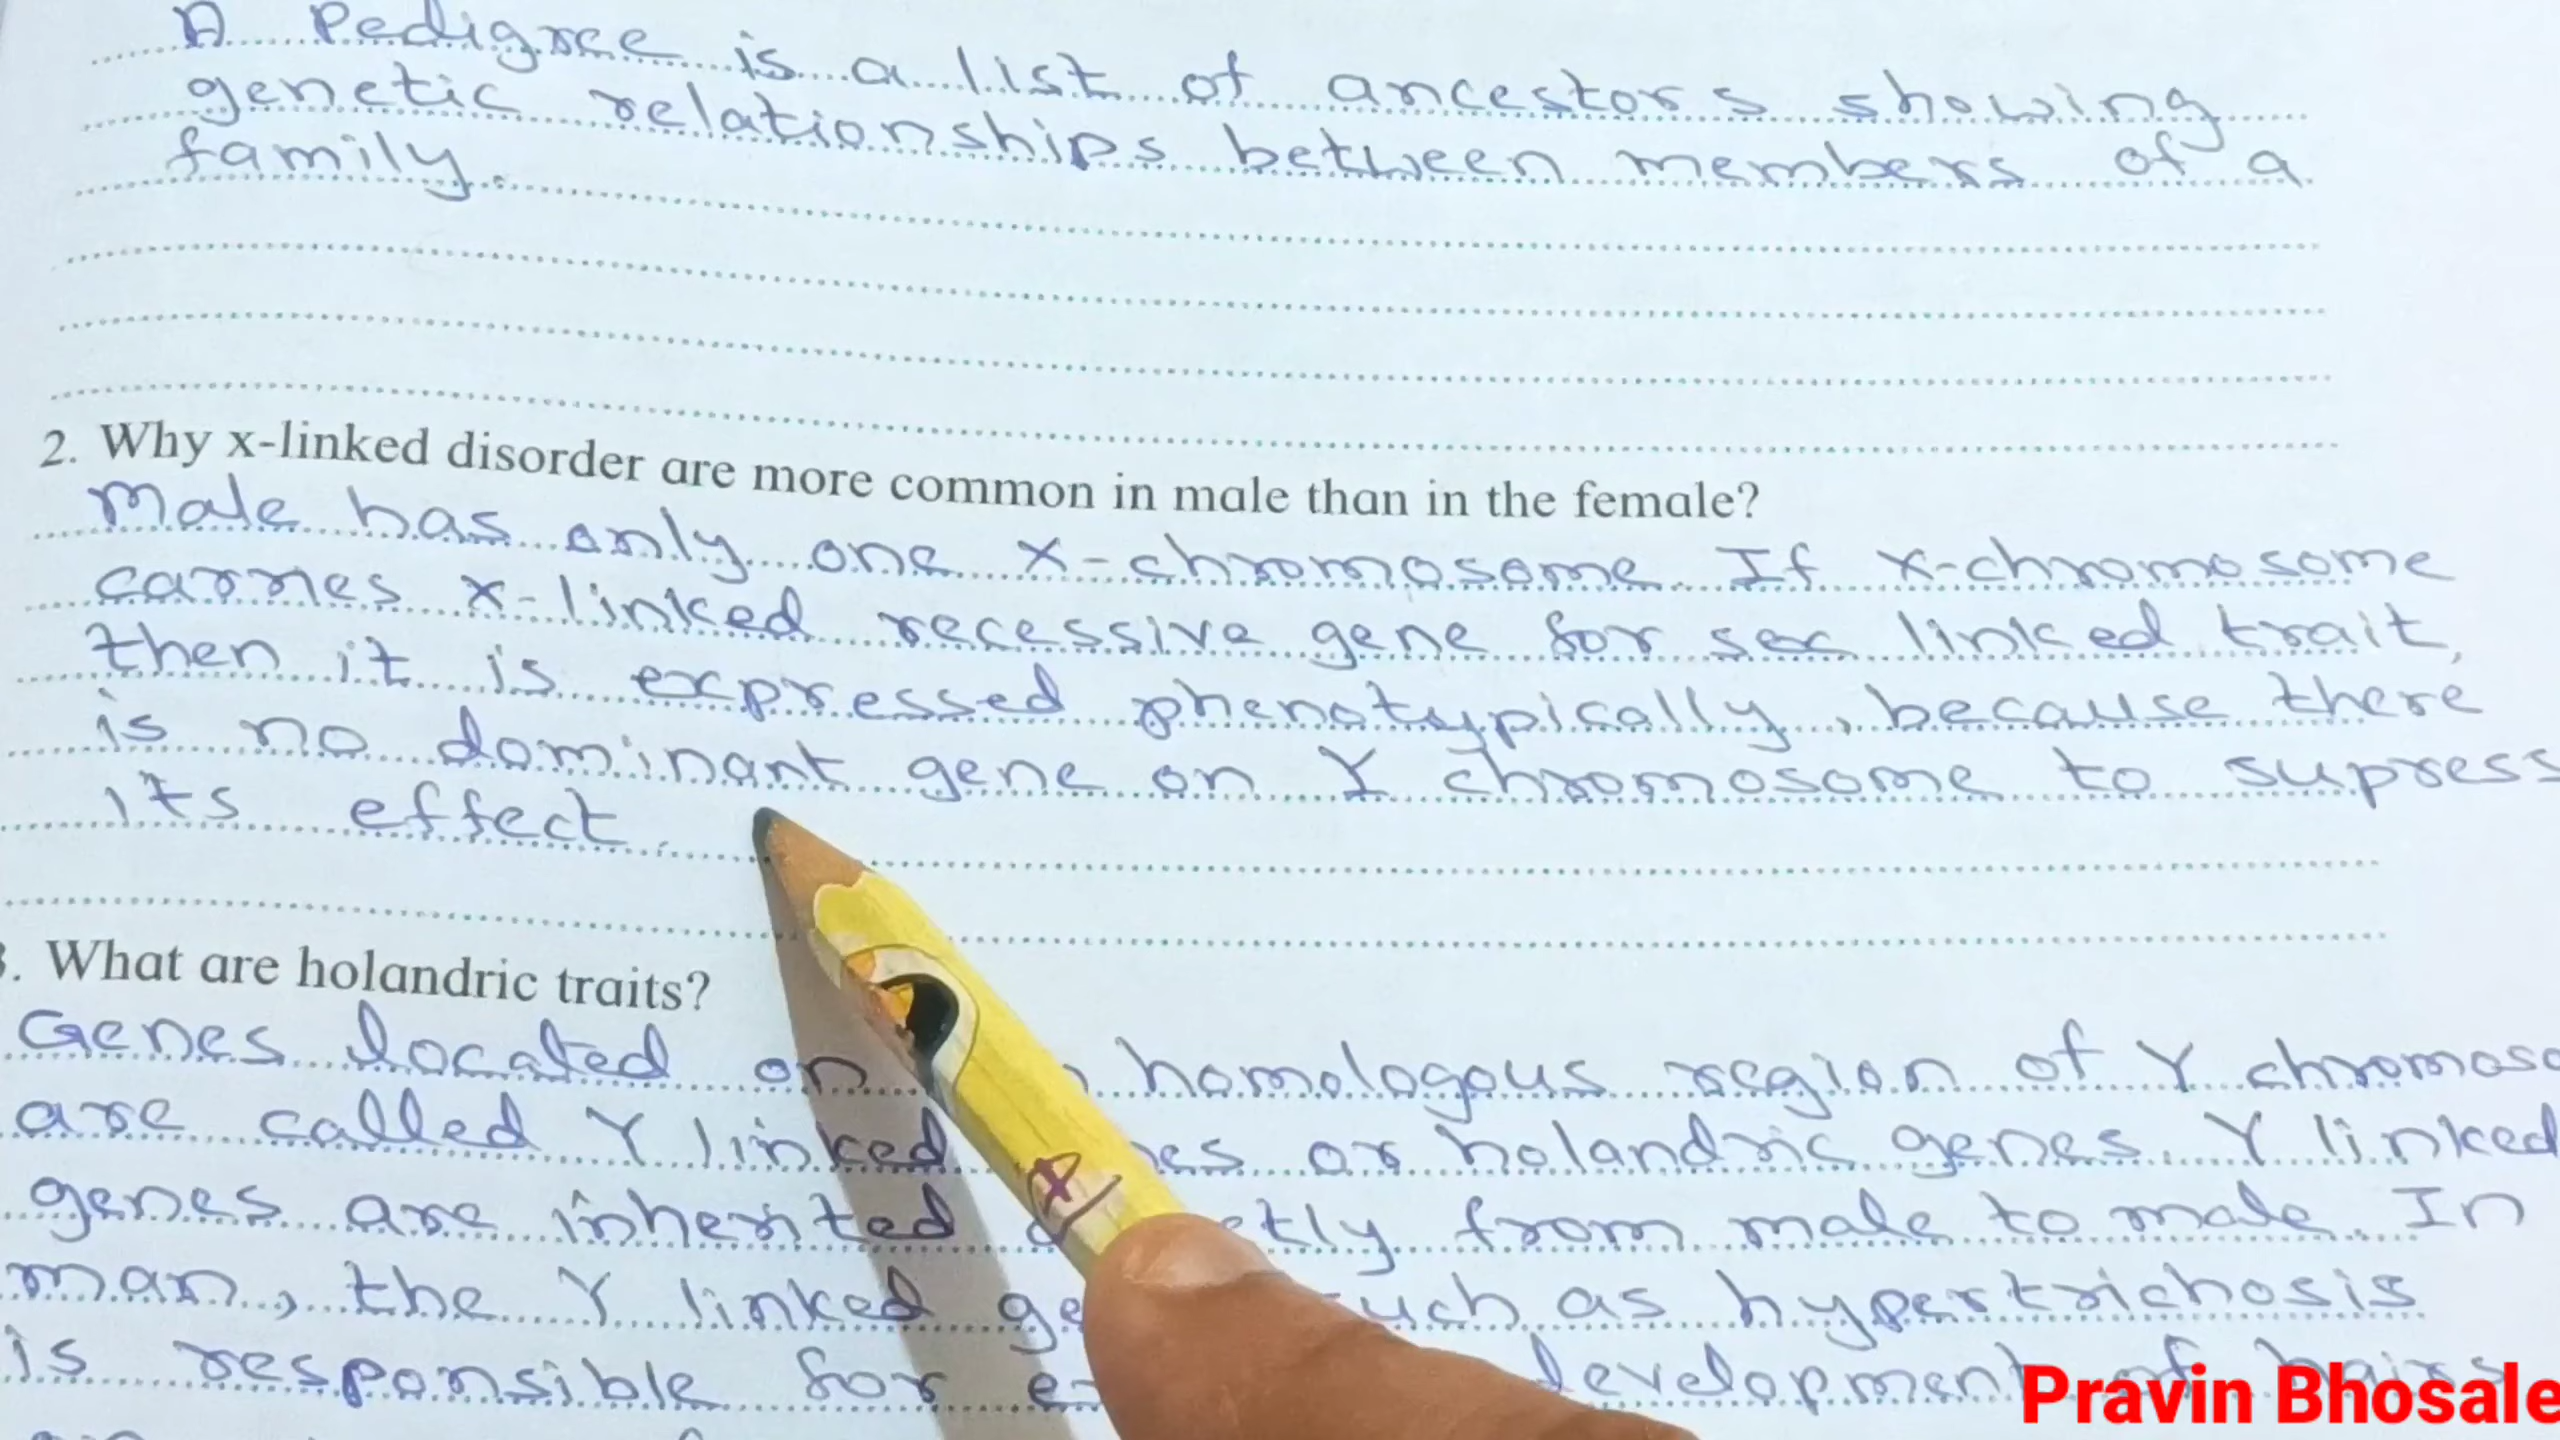 A Pedigree is a list of ancestors showing
genetic relationships between members of a
family.
2. Why x-linked disorder are more common in male than in the female?
Male has only one X-chromosome. If X-chromosome
carries X-linked recessive gene for sex linked trait,
then it is expressed phenotypically, because there
is no dominant gene on Y chromosome to supress
its effect.
3. What are holandric traits?
Genes located on homologous region of Y chromoso
are called Y linked or holandric genes. Y linked
genes are inherited from male to male. In
man, the Y linked such as hypertrichosis
is responsible for development of hairs
Pravin Bhosale